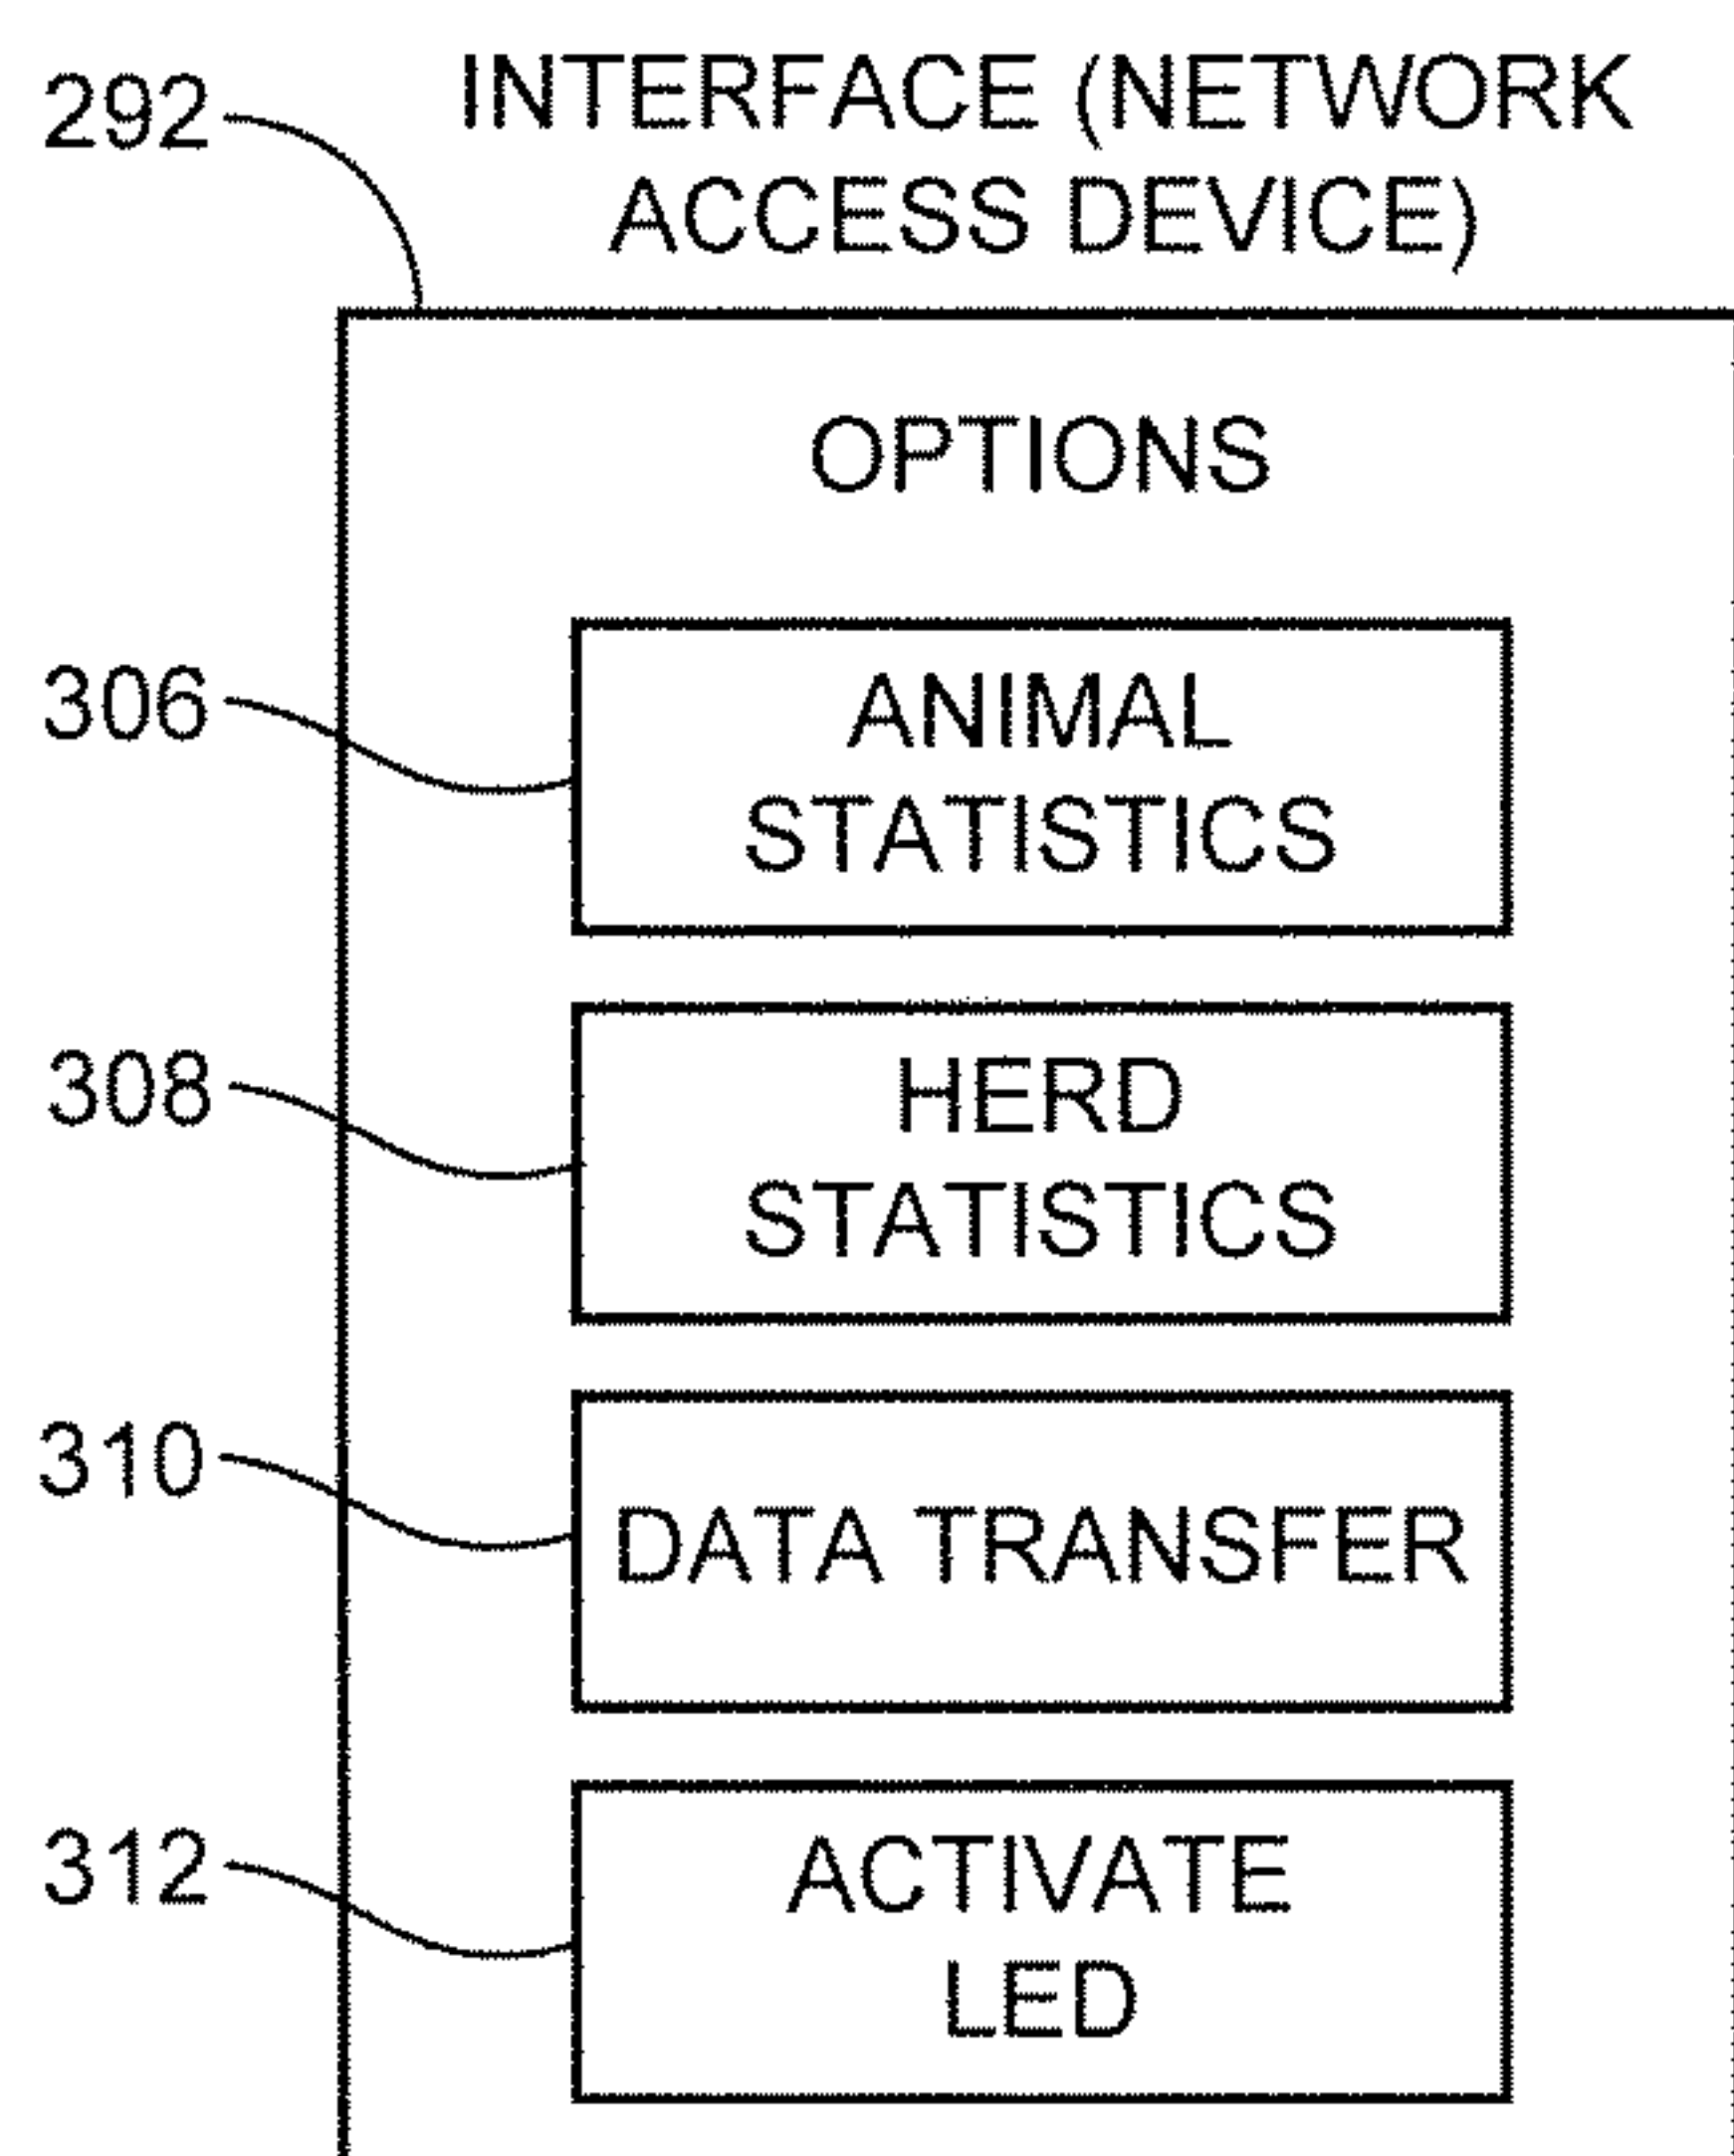 292
INTERFACE (NETWORK
ACCESS DEVICE)
OPTIONS
306
ANIMAL
STATISTICS
308
HERD
STATISTICS
310
DATA TRANSFER
312
ACTIVATE
LED